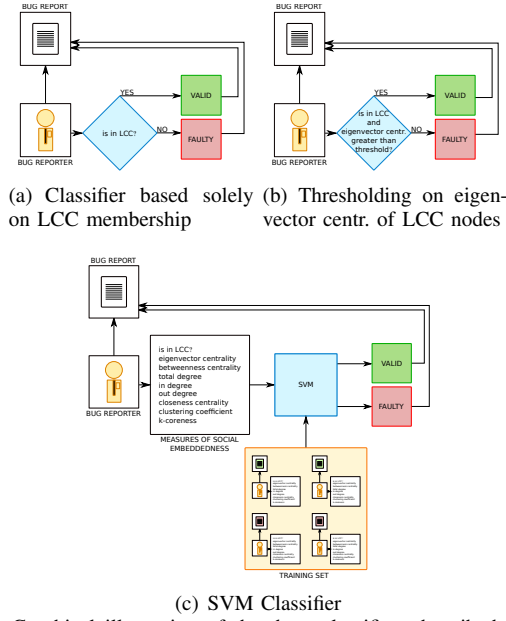 BUG REPORT
YES
VALID
is in LCC?
NO
FAULTY
BUG REPORTER
(a) Classifier based solely
on LCC membership
BUG REPORT
YES
VALID
is in LCC
and
eigenvector centr.
greater than
threshold?
NO
FAULTY
BUG REPORTER
(b) Thresholding on eigen-
vector centr. of LCC nodes
BUG REPORT
BUG REPORTER
is in LCC?
eigenvector centrality
betweenness centrality
total degree
in degree
out degree
closeness centrality
clustering coefficient
k-coreness
MEASURES OF SOCIAL
EMBEDDEDNESS
SVM
VALID
FAULTY
TRAINING SET
(c) SVM Classifier